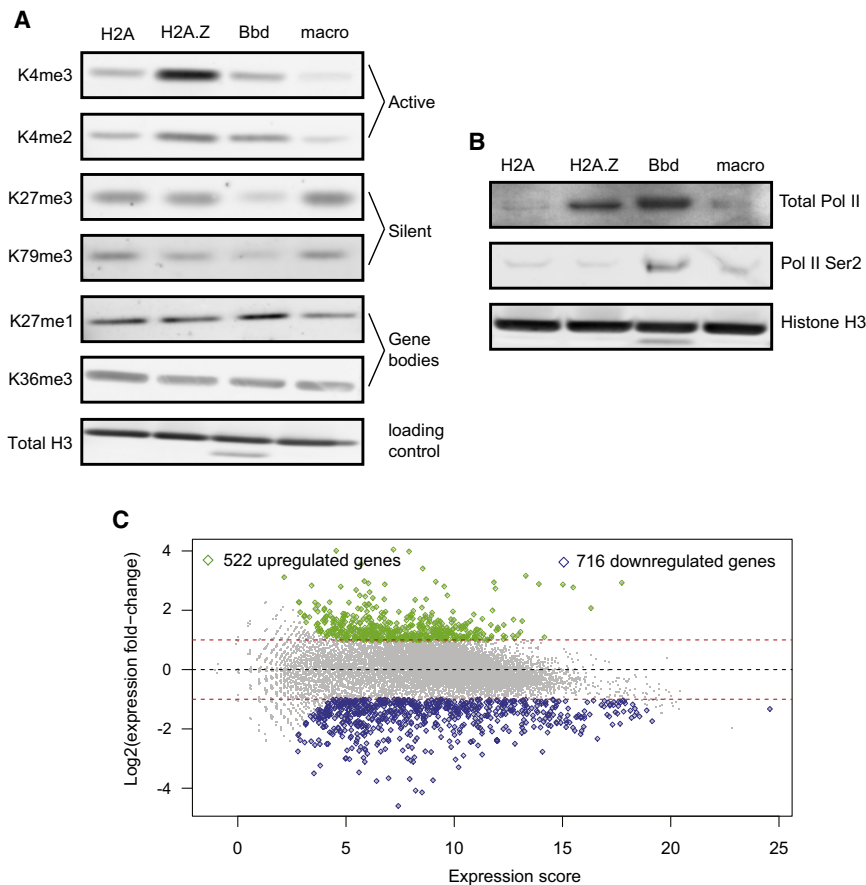 A
H2A H2A.Z Bbd macro
K4me3
K4me2
Active
K27me3
K79me3
Silent
K27me1
K36me3
Gene
bodies
Total H3
loading
control
B
H2A H2A.Z Bbd macro
Total Pol II
Pol II Ser2
Histone H3
C
522 upregulated genes
716 downregulated genes
Log2(expression fold−change)
4
2
0
-2
-4
0 5 10 15 20 25
Expression score